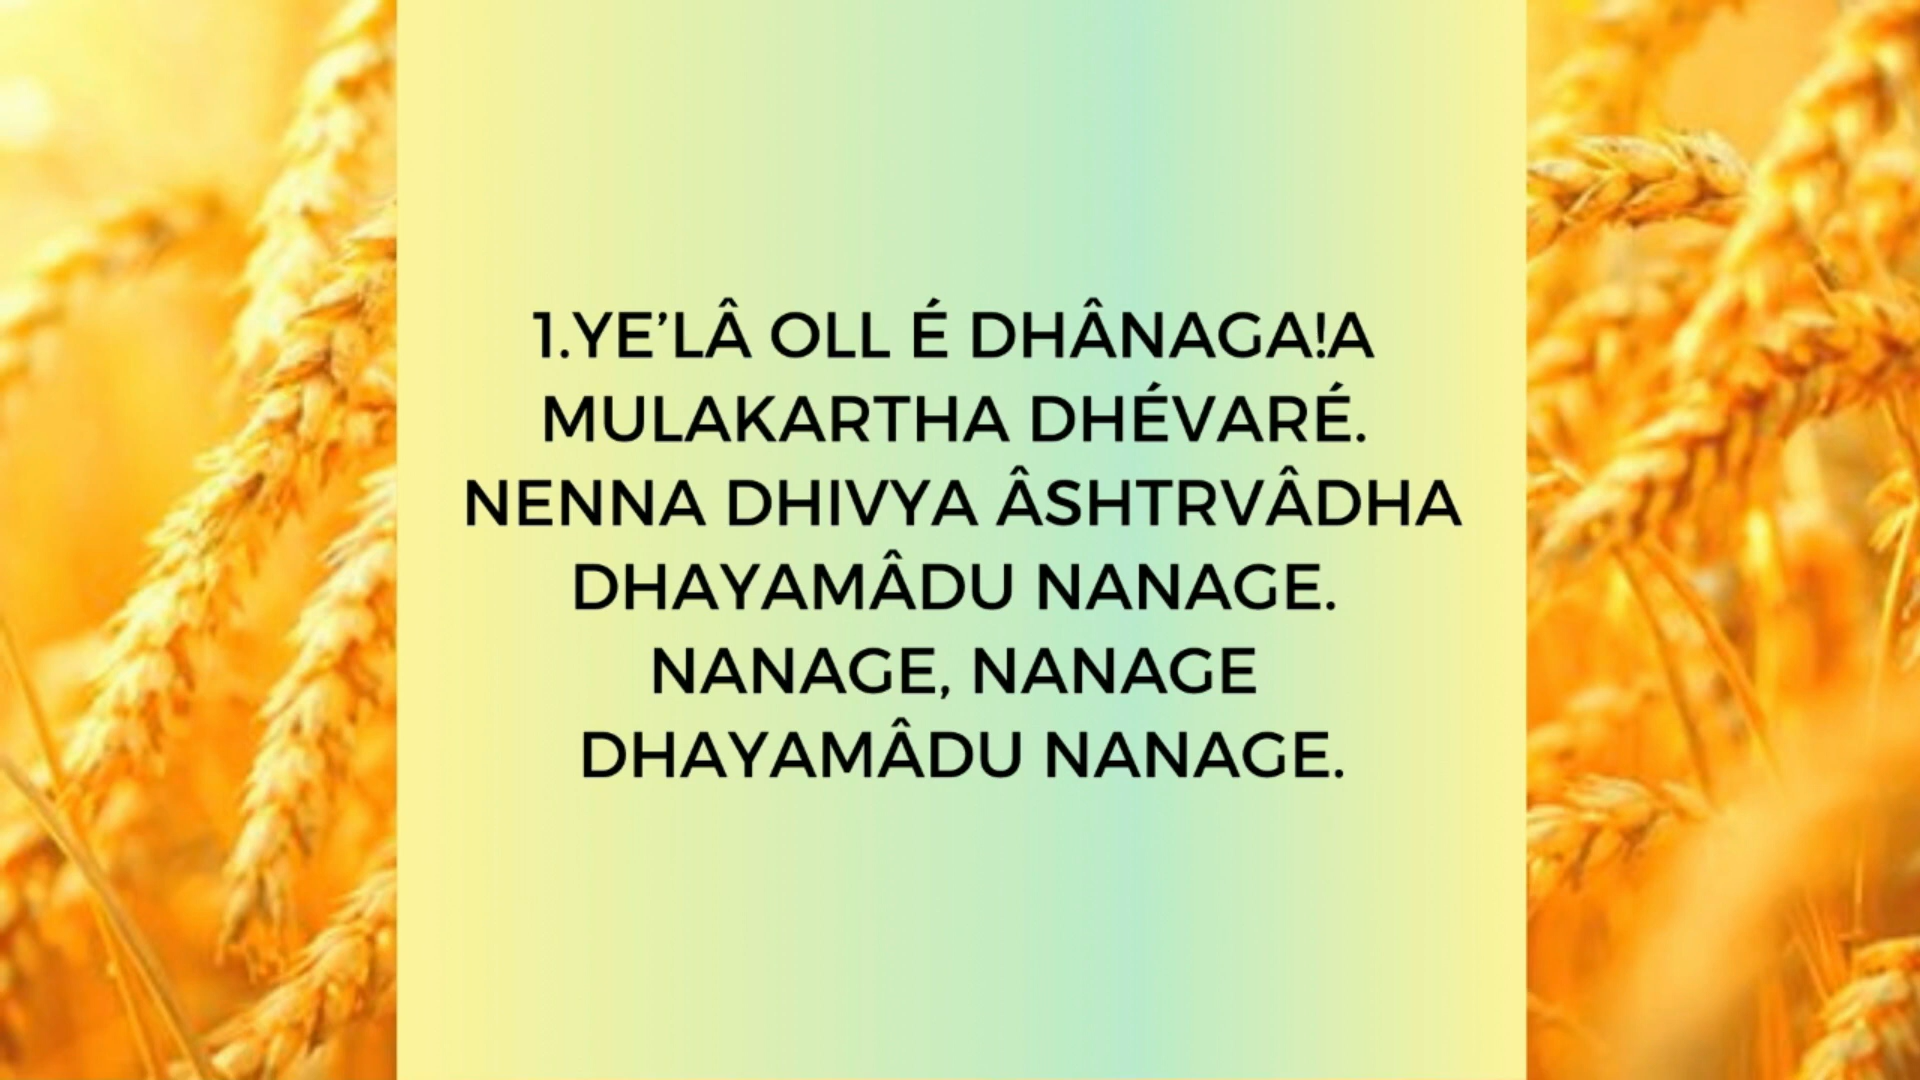 1.YE’LÂ OLL É DHÂNAGA!A
MULAKARTHA DHÉVARÉ.
NENNA DHIVYA ÂSHTRVÂDHA
DHAYAMÂDU NANAGE.
NANAGE, NANAGE
DHAYAMÂDU NANAGE.